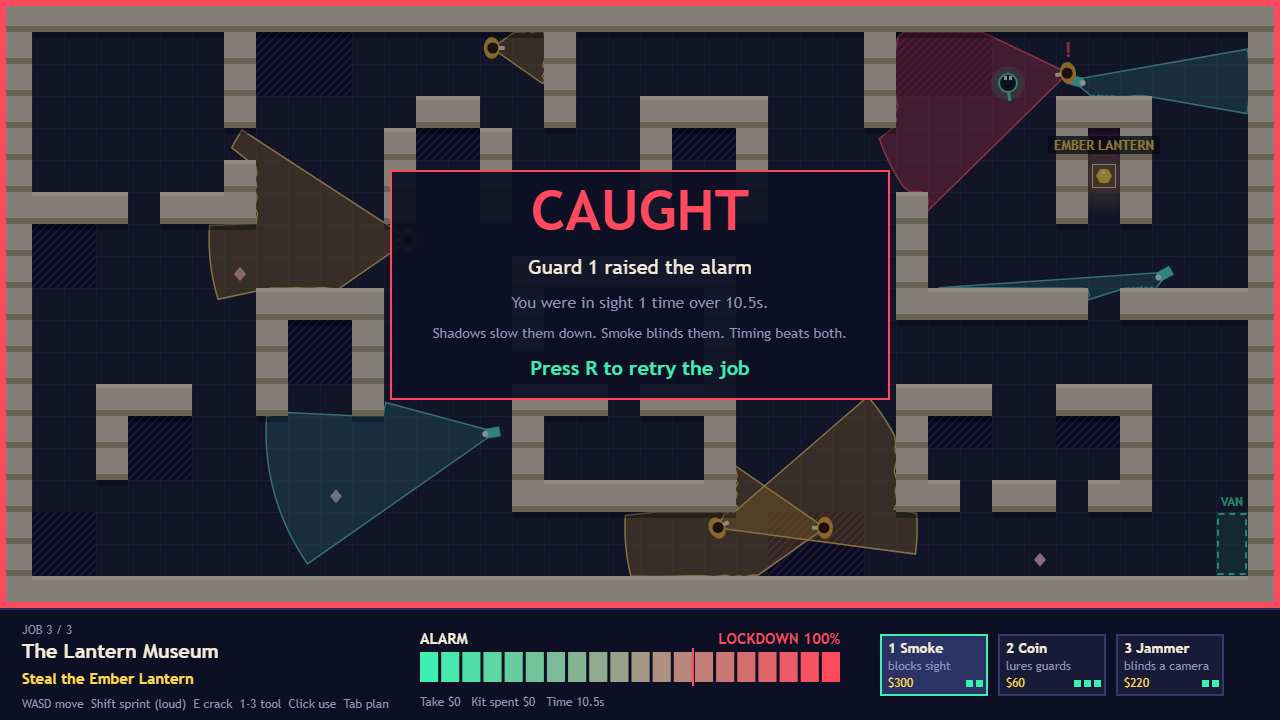 !
EMBER LANTERN
CAUGHT
Guard 1 raised the alarm
You were in sight 1 time over 10.5s.
Shadows slow them down. Smoke blinds them. Timing beats both.
Press R to retry the job
VAN
JOB 3 / 3
The Lantern Museum
Steal the Ember Lantern
WASD move Shift sprint (loud) E crack 1-3 tool Click use Tab plan
ALARM LOCKDOWN 100%
Take $0 Kit spent $0 Time 10.5s
1 Smoke
blocks sight
$300
2 Coin
lures guards
$60
3 Jammer
blinds a camera
$220